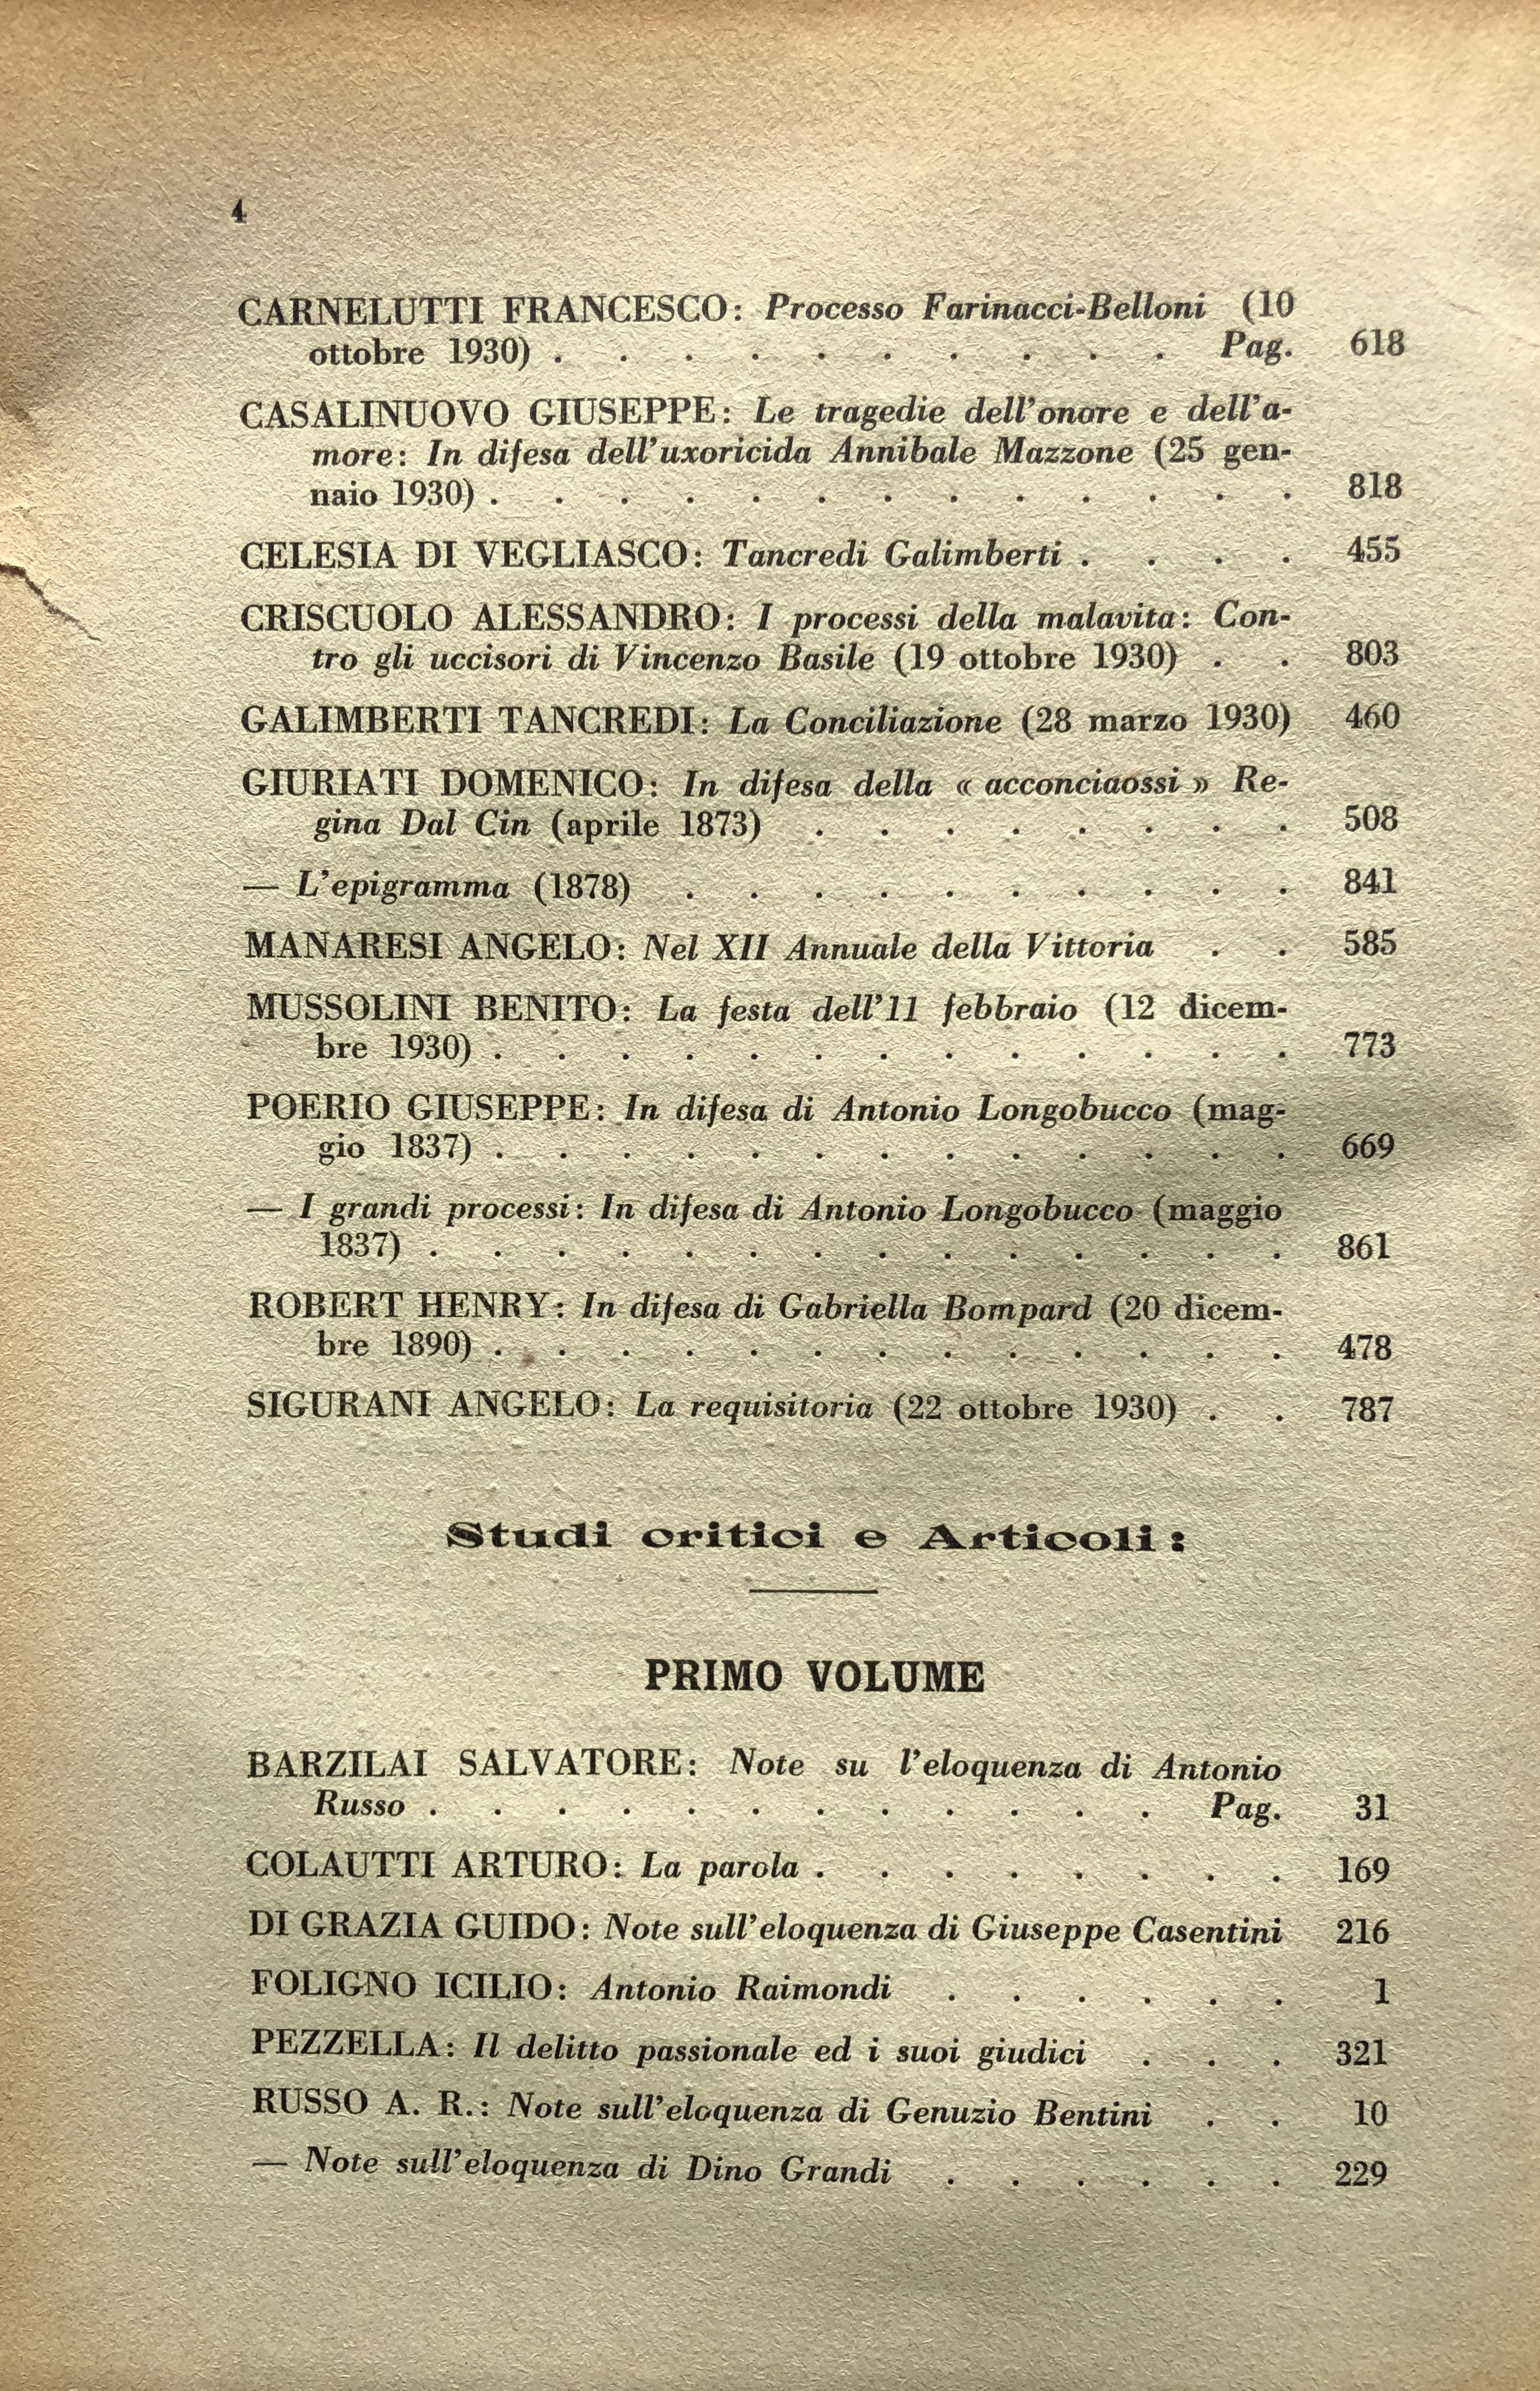 4
CARNELUTTI FRANCESCO: Processo Farinacci-Belloni (10
ottobre 1930) . . . . . . . . . . Pag. 618
CASALINUOVO GIUSEPPE: Le tragedie dell'onore e dell'a-
more: In difesa dell'uxoricida Annibale Mazzone (25 gen-
naio 1930) . . . . . . . . . . . . . 818
CELESIA DI VEGLIASCO: Tancredi Galimberti . . . . 455
CRISCUOLO ALESSANDRO: I processi della malavita: Con-
tro gli uccisori di Vincenzo Basile (19 ottobre 1930) . . 803
GALIMBERTI TANCREDI: La Conciliazione (28 marzo 1930) 460
GIURIATI DOMENICO: In difesa della « acconciaossi » Re-
gina Dal Cin (aprile 1873) . . . . . . . . 508
— L'epigramma (1878) . . . . . . . . . . 841
MANARESI ANGELO: Nel XII Annuale della Vittoria . . 585
MUSSOLINI BENITO: La festa dell'11 febbraio (12 dicem-
bre 1930) . . . . . . . . . . . . . 773
POERIO GIUSEPPE: In difesa di Antonio Longobucco (mag-
gio 1837) . . . . . . . . . . . . . 669
— I grandi processi: In difesa di Antonio Longobucco (maggio
1837) . . . . . . . . . . . . . . 861
ROBERT HENRY: In difesa di Gabriella Bompard (20 dicem-
bre 1890) . . . . . . . . . . . . . 478
SIGURANI ANGELO: La requisitoria (22 ottobre 1930) . . 787
Studi critici e Articoli:
PRIMO VOLUME
BARZILAI SALVATORE: Note su l'eloquenza di Antonio
Russo . . . . . . . . . . . . Pag. 31
COLAUTTI ARTURO: La parola . . . . . . . . 169
DI GRAZIA GUIDO: Note sull'eloquenza di Giuseppe Casentini 216
FOLIGNO ICILIO: Antonio Raimondi . . . . . . 1
PEZZELLA: Il delitto passionale ed i suoi giudici . . . 321
RUSSO A. R.: Note sull'eloquenza di Genuzio Bentini . . 10
— Note sull'eloquenza di Dino Grandi . . . . . . 229